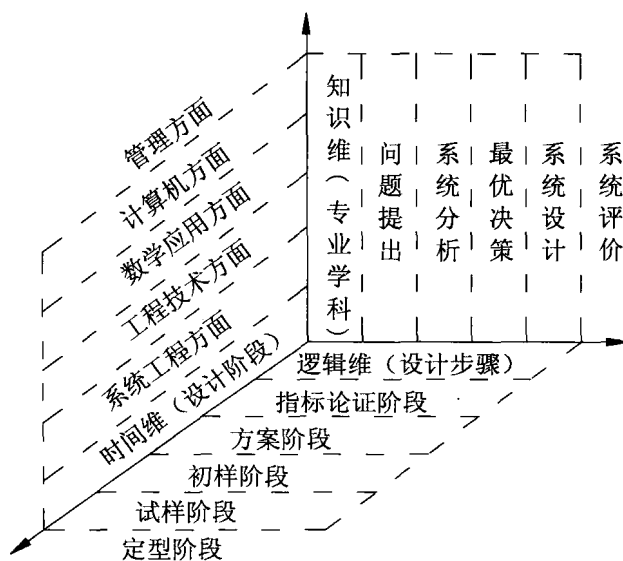 管理方面
计算机方面
数学应用方面
工程技术方面
系统工程方面
时间维（设计阶段）
知识维（专业学科）
问题提出
系统分析
最优决策
系统设计
系统评价
逻辑维（设计步骤）
指标论证阶段
方案阶段
初样阶段
试样阶段
定型阶段